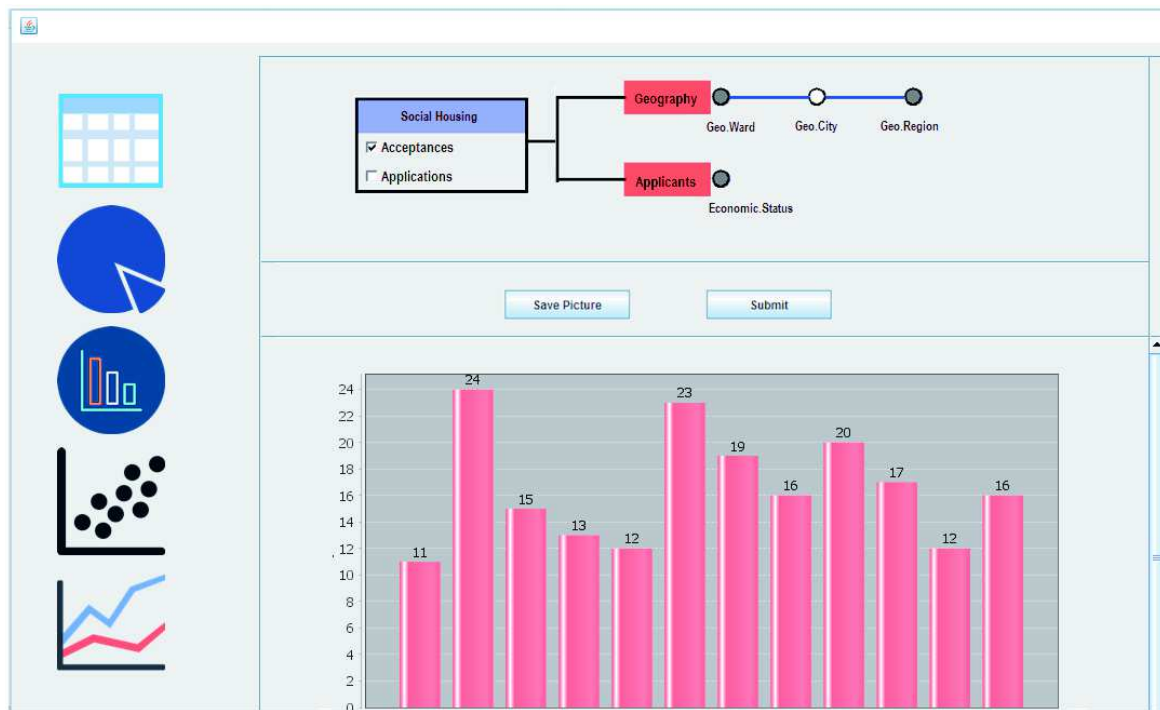 Social Housing
Acceptances
Applications
Geography
Geo.Ward
Geo.City
Geo.Region
Applicants
Economic.Status
Save Picture
Submit
24
22
20
18
16
14
12
10
8
6
4
2
0
11
24
15
13
12
23
19
16
20
17
12
16